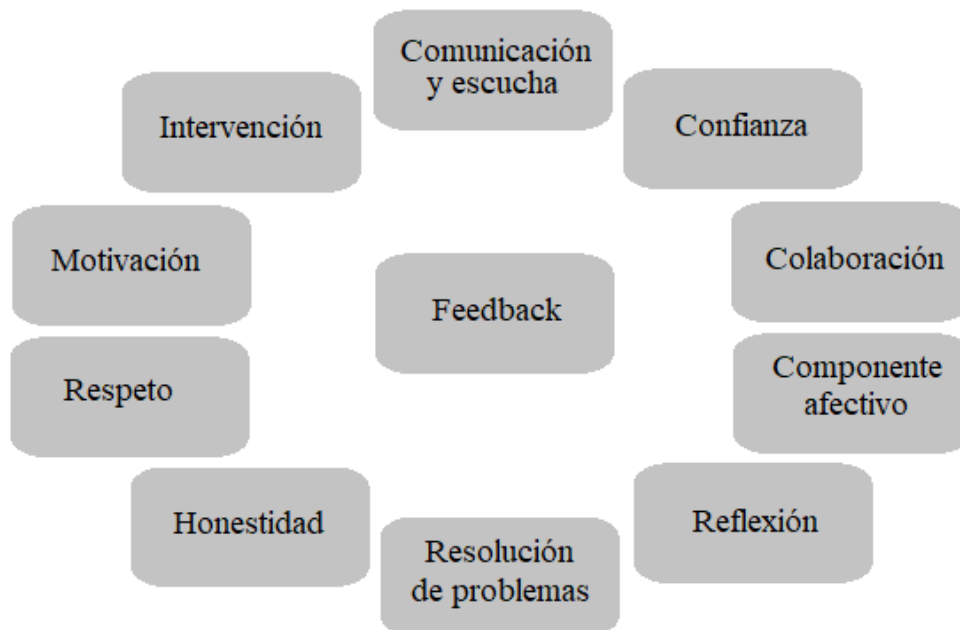 Comunicación
y escucha
Intervención
Confianza
Motivación
Colaboración
Feedback
Componente
afectivo
Respeto
Honestidad
Reflexión
Resolución
de problemas